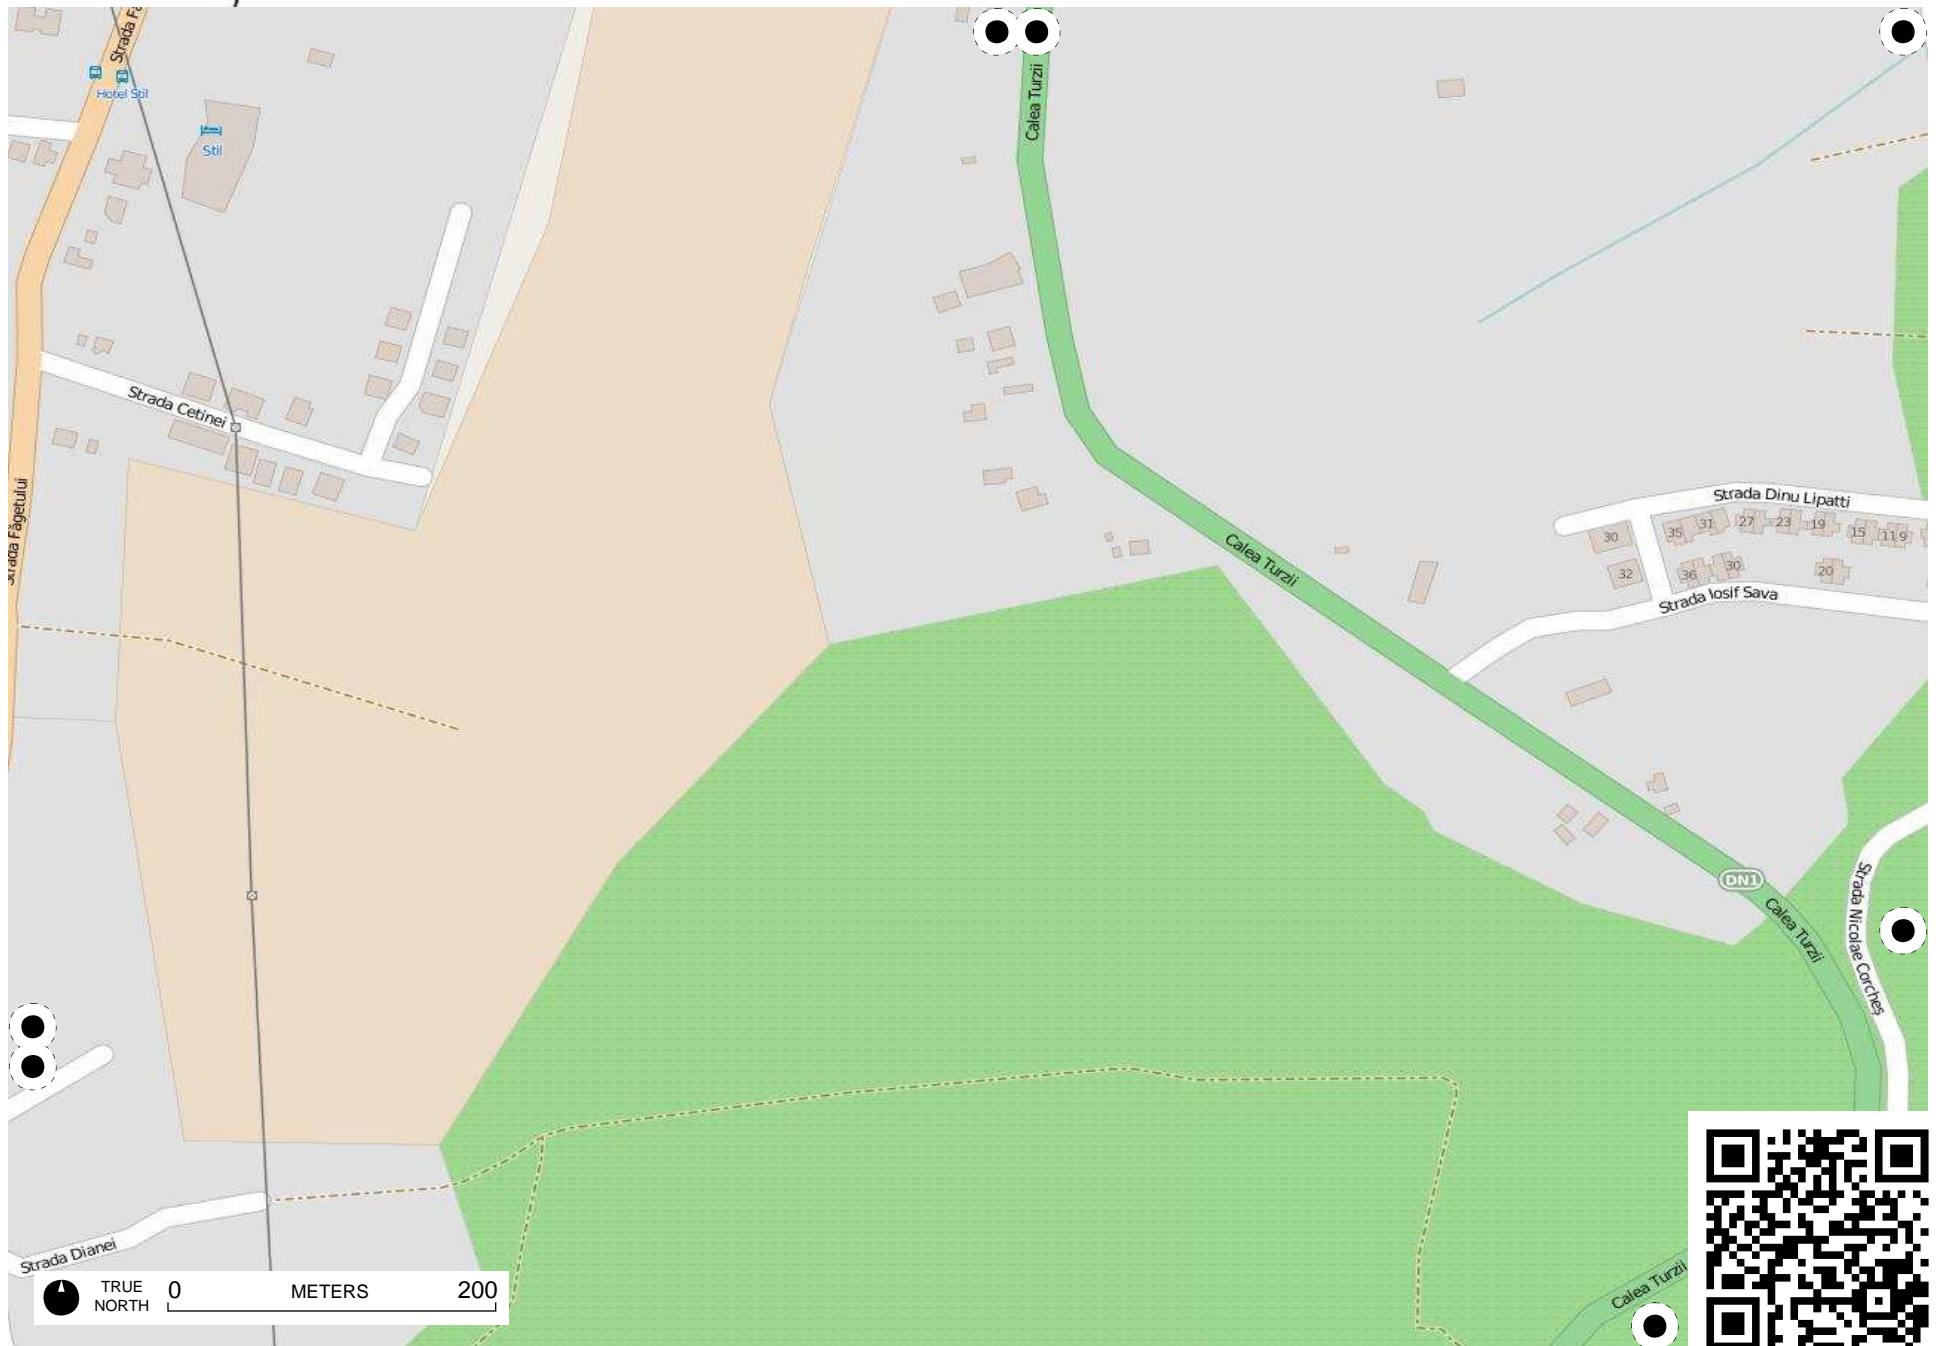 Strada Fă
Hotel Stil
Stil
Calea Turzii
Strada Cetinei
Strada Făgetului
Calea Turzii
Strada Dinu Lipatti
30
35
31
27
23
19
15
11
9
32
36
30
20
Strada Iosif Sava
DN1
Calea Turzii
Strada Nicolae Corcheș
Strada Dianei
Calea Turzii
TRUE
NORTH
0
METERS
200